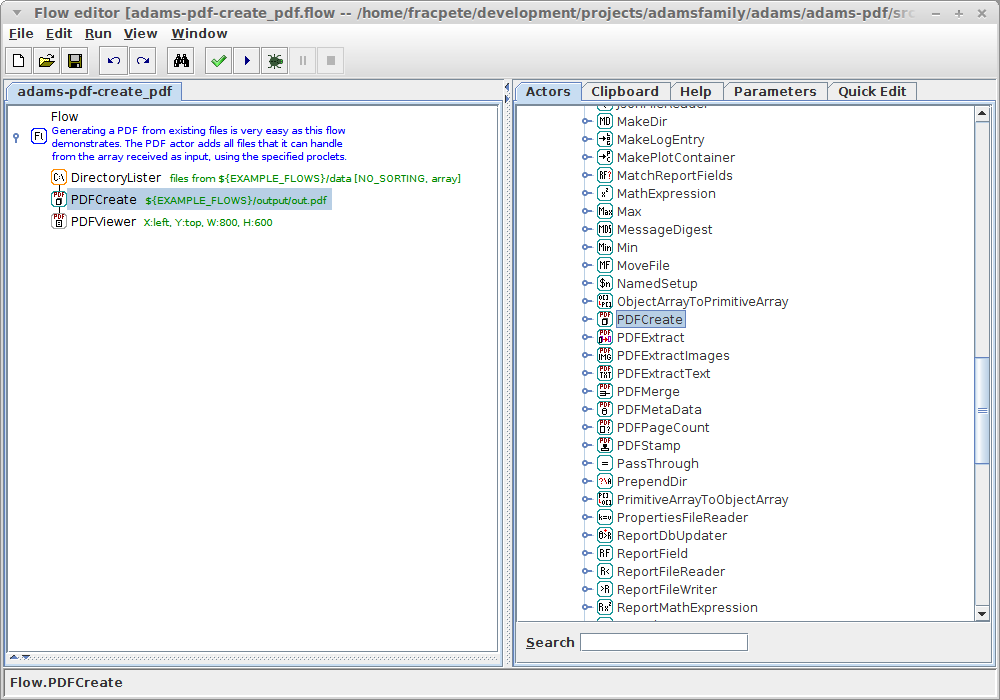 Flow editor [adams-pdf-create_pdf.flow -- /home/fracpete/development/projects/adamsfamily/adams/adams-pdf/src
File Edit Run View Window
adams-pdf-create_pdf
Flow
Generating a PDF from existing files is very easy as this flow
demonstrates. The PDF actor adds all files that it can handle
from the array received as input, using the specified proclets.
DirectoryLister files from ${EXAMPLE_FLOWS}/data [NO_SORTING, array]
PDFCreate ${EXAMPLE_FLOWS}/output/out.pdf
PDFViewer X:left, Y:top, W:800, H:600
Actors Clipboard Help Parameters Quick Edit
JsonFileReader
MakeDir
MakeLogEntry
MakePlotContainer
MatchReportFields
MathExpression
Max
MessageDigest
Min
MoveFile
NamedSetup
ObjectArrayToPrimitiveArray
PDFCreate
PDFExtract
PDFExtractImages
PDFExtractText
PDFMerge
PDFMetaData
PDFPageCount
PDFStamp
PassThrough
PrependDir
PrimitiveArrayToObjectArray
PropertiesFileReader
ReportDbUpdater
ReportField
ReportFileReader
ReportFileWriter
ReportMathExpression
Search
Flow.PDFCreate